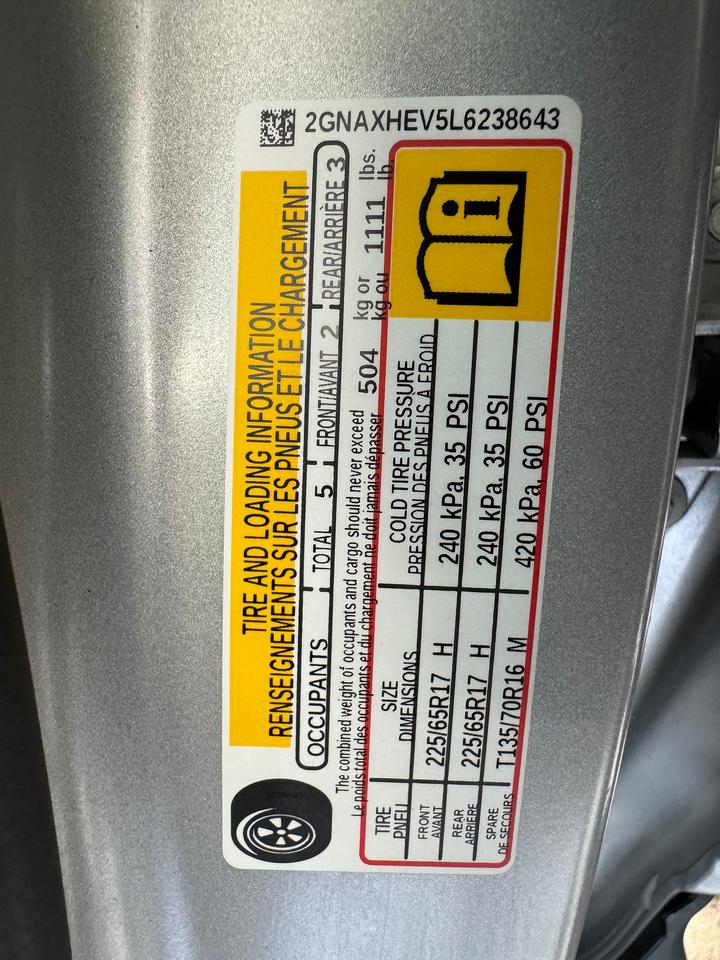 2GNAXHEV5L6238643
TIRE AND LOADING INFORMATION
RENSEIGNEMENTS SUR LES PNEUS ET LE CHARGEMENT
OCCUPANTS TOTAL 5 FRONT/AVANT 2 REAR/ARRIÈRE 3
The combined weight of occupants and cargo should never exceed 504 kg or 1111 lbs.
Le poids total des occupants et du chargement ne doit jamais dépasser kg ou lb.
TIRE SIZE COLD TIRE PRESSURE
PNEU DIMENSIONS PRESSION DES PNEUS A FROID
FRONT
AVANT 225/65R17 H 240 kPa, 35 PSI
REAR
ARRIÈRE 225/65R17 H 240 kPa, 35 PSI
SPARE
DE SECOURS T135/70R16 M 420 kPa, 60 PSI